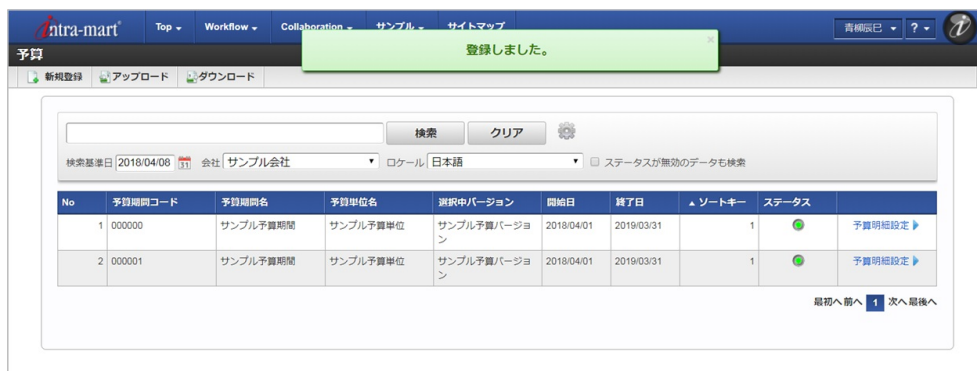 intra-mart®
Top
Workflow
Collaboration
サンプル
サイトマップ
青柳辰巳
?
登録しました。
×
予算
新規登録
アップロード
ダウンロード
検索
クリア
検索基準日 2018/04/08 31 会社 サンプル会社 ロケール 日本語 ステータスが無効のデータも検索
No 予算期間コード 予算期間名 予算単位名 選択中バージョン 開始日 終了日 ▲ ソートキー ステータス
1 000000 サンプル予算期間 サンプル予算単位 サンプル予算バージョン 2018/04/01 2019/03/31 1 予算明細設定
2 000001 サンプル予算期間 サンプル予算単位 サンプル予算バージョン 2018/04/01 2019/03/31 1 予算明細設定
最初へ 前へ 1 次へ 最後へ